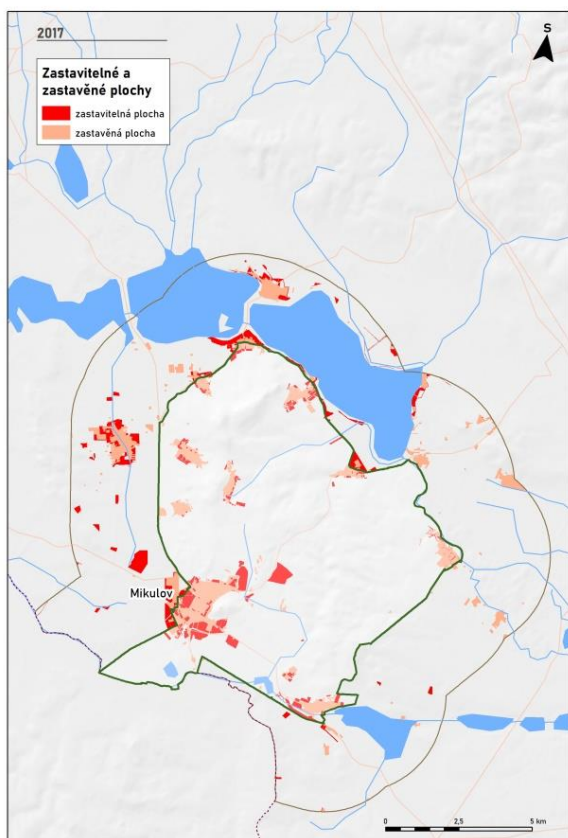 2017
S
Zastavitelné a
zastavěné plochy
zastavitelná plocha
zastavěná plocha
Mikulov
0 2,5 5 km